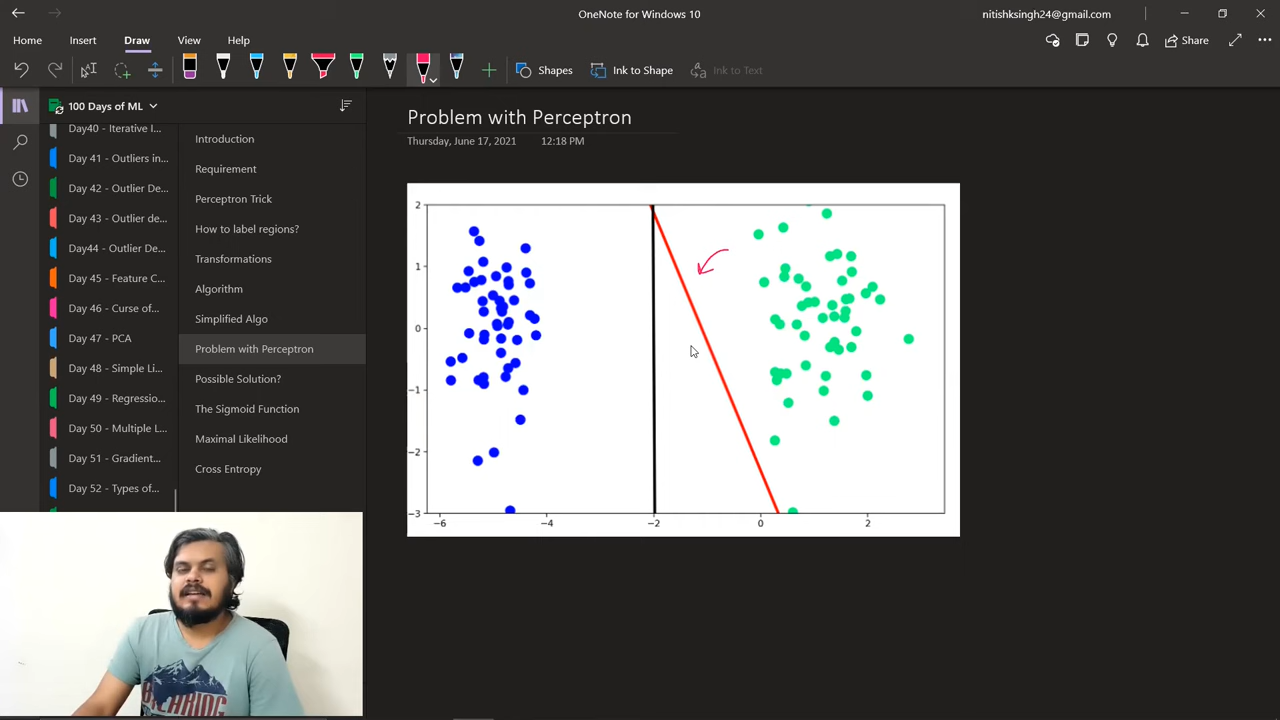 OneNote for Windows 10
nitishksingh24@gmail.com
Home
Insert
Draw
View
Help
Share
Shapes
Ink to Shape
Ink to Text
100 Days of ML
Day40 - Iterative I...
Day 41 - Outliers in...
Day 42 - Outlier De...
Day 43 - Outlier de...
Day44 - Outlier De...
Day 45 - Feature C...
Day 46 - Curse of...
Day 47 - PCA
Day 48 - Simple Li...
Day 49 - Regressio...
Day 50 - Multiple L...
Day 51 - Gradient...
Day 52 - Types of...
Introduction
Requirement
Perceptron Trick
How to label regions?
Transformations
Algorithm
Simplified Algo
Problem with Perceptron
Possible Solution?
The Sigmoid Function
Maximal Likelihood
Cross Entropy
Problem with Perceptron
Thursday, June 17, 2021 12:18 PM
2
1
0
−1
−2
−3
−6 −4 −2 0 2